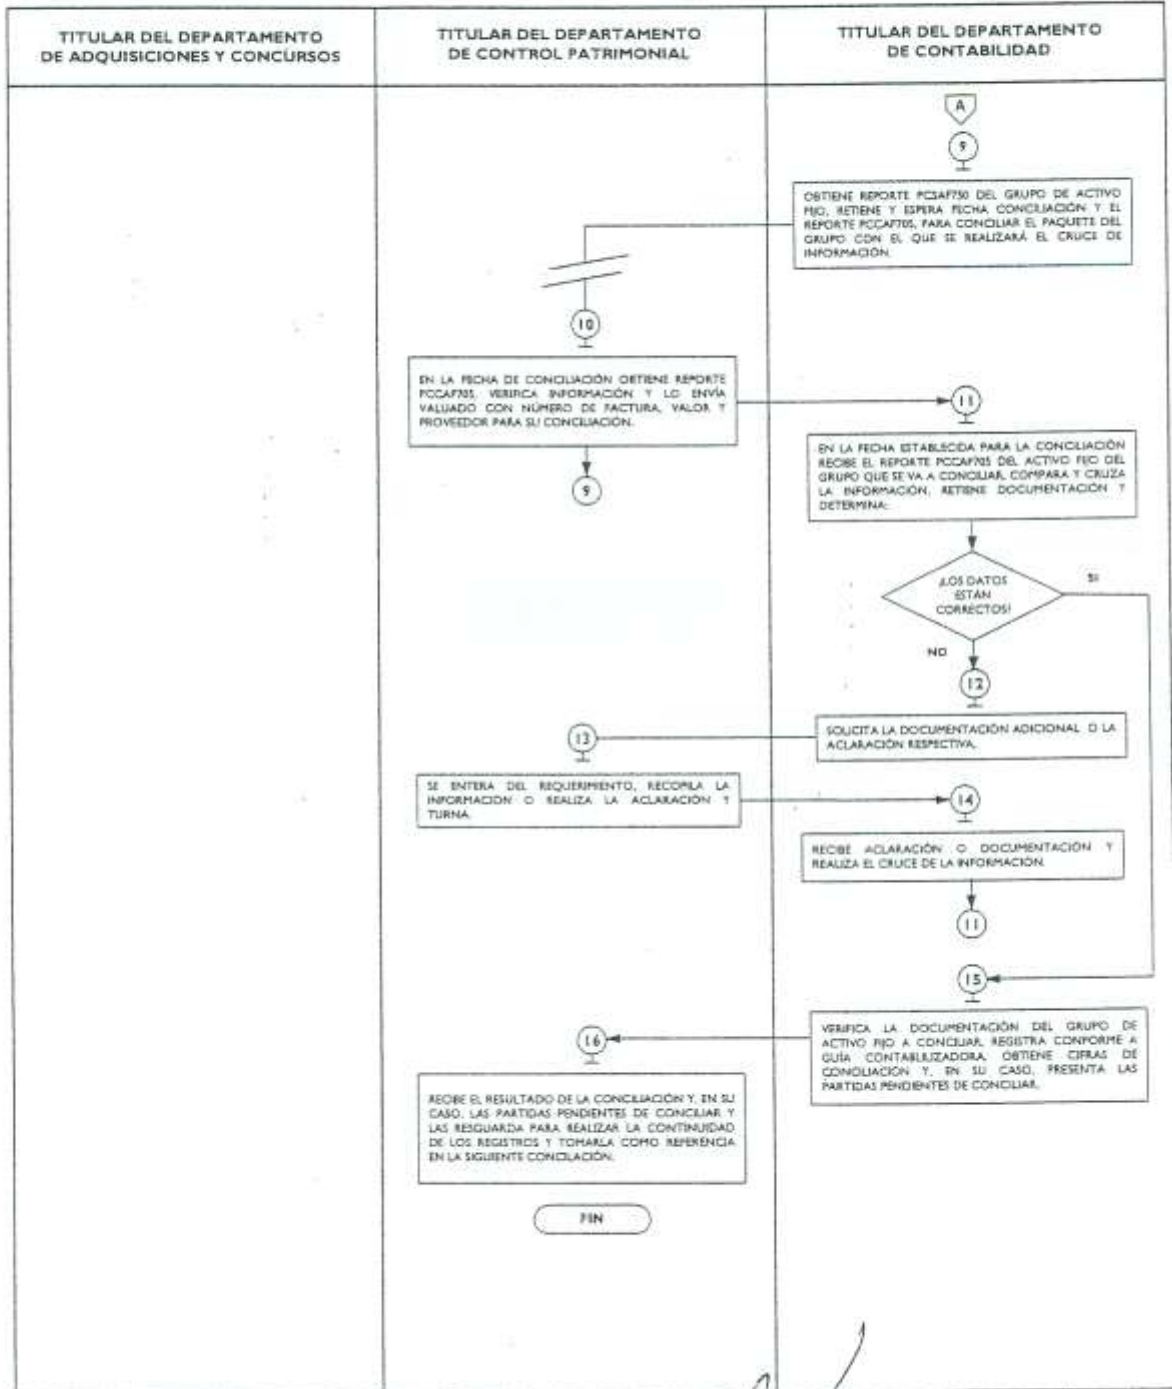 TITULAR DEL DEPARTAMENTO
DE ADQUISICIONES Y CONCURSOS
TITULAR DEL DEPARTAMENTO
DE CONTROL PATRIMONIAL
TITULAR DEL DEPARTAMENTO
DE CONTABILIDAD
A
9
OBTIENE REPORTE PCSAF750 DEL GRUPO DE ACTIVO
FIJO, RETIENE Y ESPERA FECHA CONCILIACIÓN Y EL
REPORTE PCCAF705, PARA CONCILIAR EL PAQUETE DEL
GRUPO CON EL QUE SE REALIZARÁ EL CRUCE DE
INFORMACIÓN.
10
EN LA FECHA DE CONCILIACIÓN OBTIENE REPORTE
PCCAF705, VERIFICA INFORMACIÓN Y LO ENVÍA
VALUADO CON NÚMERO DE FACTURA, VALOR Y
PROVEEDOR PARA SU CONCILIACIÓN.
9
11
EN LA FECHA ESTABLECIDA PARA LA CONCILIACIÓN
RECIBE EL REPORTE PCCAF705 DEL ACTIVO FIJO DEL
GRUPO QUE SE VA A CONCILIAR, COMPARA Y CRUZA
LA INFORMACIÓN, RETIENE DOCUMENTACIÓN Y
DETERMINA:
¿LOS DATOS
ESTÁN
CORRECTOS?
SI
NO
12
SOLICITA LA DOCUMENTACIÓN ADICIONAL O LA
ACLARACIÓN RESPECTIVA.
13
SE ENTERA DEL REQUERIMIENTO, RECOPILA LA
INFORMACIÓN O REALIZA LA ACLARACIÓN Y
TURNA.
14
RECIBE ACLARACIÓN O DOCUMENTACIÓN Y
REALIZA EL CRUCE DE LA INFORMACIÓN.
11
15
VERIFICA LA DOCUMENTACIÓN DEL GRUPO DE
ACTIVO FIJO A CONCILIAR, REGISTRA CONFORME A
GUÍA CONTABILIZADORA, OBTIENE CIFRAS DE
CONCILIACIÓN Y, EN SU CASO, PRESENTA LAS
PARTIDAS PENDIENTES DE CONCILIAR.
16
RECIBE EL RESULTADO DE LA CONCILIACIÓN Y, EN SU
CASO, LAS PARTIDAS PENDIENTES DE CONCILIAR Y
LAS RESGUARDA PARA REALIZAR LA CONTINUIDAD
DE LOS REGISTROS Y TOMARLA COMO REFERENCIA
EN LA SIGUIENTE CONCILACIÓN.
FIN